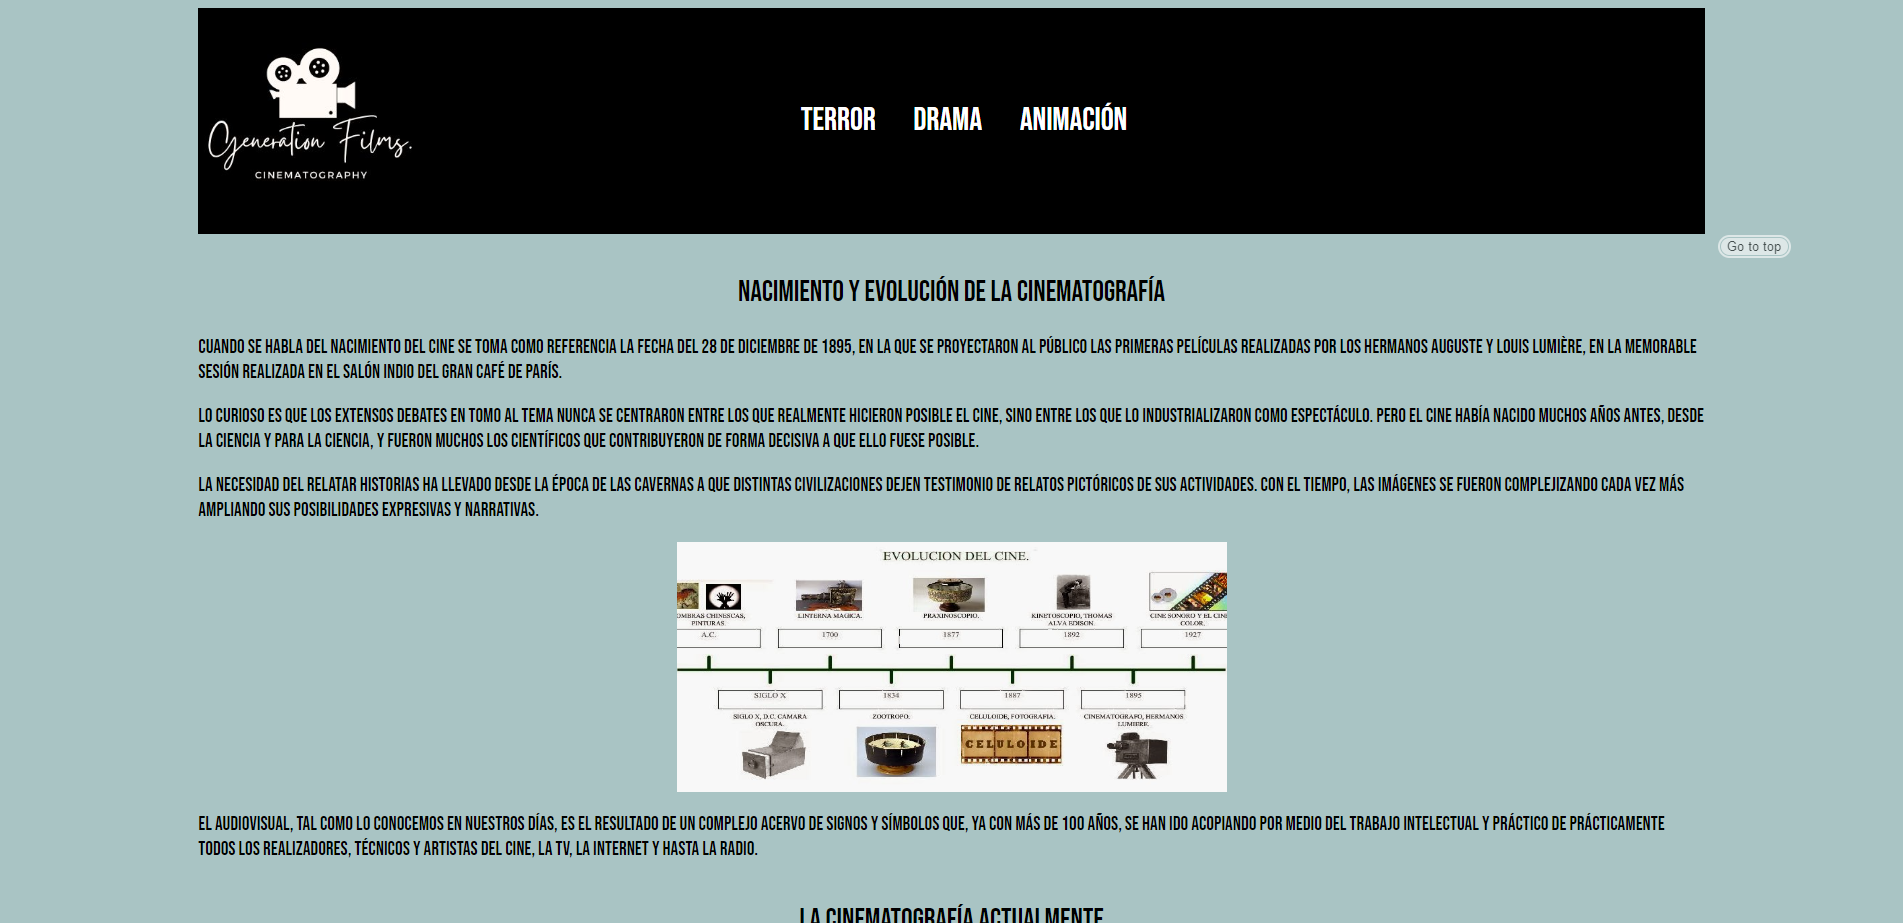 Generation Films.
CINEMATOGRAPHY
TERROR DRAMA ANIMACIÓN
Go to top
NACIMIENTO Y EVOLUCIÓN DE LA CINEMATOGRAFÍA
CUANDO SE HABLA DEL NACIMIENTO DEL CINE SE TOMA COMO REFERENCIA LA FECHA DEL 28 DE DICIEMBRE DE 1895, EN LA QUE SE PROYECTARON AL PÚBLICO LAS PRIMERAS PELÍCULAS REALIZADAS POR LOS HERMANOS AUGUSTE Y LOUIS LUMIÈRE, EN LA MEMORABLE
SESIÓN REALIZADA EN EL SALÓN INDIO DEL GRAN CAFÉ DE PARÍS.
LO CURIOSO ES QUE LOS EXTENSOS DEBATES EN TOMO AL TEMA NUNCA SE CENTRARON ENTRE LOS QUE REALMENTE HICIERON POSIBLE EL CINE, SINO ENTRE LOS QUE LO INDUSTRIALIZARON COMO ESPECTÁCULO. PERO EL CINE HABÍA NACIDO MUCHOS AÑOS ANTES, DESDE
LA CIENCIA Y PARA LA CIENCIA, Y FUERON MUCHOS LOS CIENTÍFICOS QUE CONTRIBUYERON DE FORMA DECISIVA A QUE ELLO FUESE POSIBLE.
LA NECESIDAD DEL RELATAR HISTORIAS HA LLEVADO DESDE LA ÉPOCA DE LAS CAVERNAS A QUE DISTINTAS CIVILIZACIONES DEJEN TESTIMONIO DE RELATOS PICTÓRICOS DE SUS ACTIVIDADES. CON EL TIEMPO, LAS IMÁGENES SE FUERON COMPLEJIZANDO CADA VEZ MÁS
AMPLIANDO SUS POSIBILIDADES EXPRESIVAS Y NARRATIVAS.
EVOLUCION DEL CINE.
OMBRAS CHINESCAS,
PINTURAS.
LINTERNA MAGICA.
PRAXINOSCOPIO.
KINETOSCOPIO, THOMAS
ALVA EDISON.
CINE SONORO Y EL CINE
COLOR.
A.C. 1700 1877 1892 1927
SIGLO X 1834 1887 1895
SIGLO X, D.C. CAMARA
OSCURA.
ZOOTROPO.
CELULOIDE, FOTOGRAFIA.
CINEMATOGRAFO, HERMANOS
LUMIERE.
CELULOIDE
EL AUDIOVISUAL, TAL COMO LO CONOCEMOS EN NUESTROS DÍAS, ES EL RESULTADO DE UN COMPLEJO ACERVO DE SIGNOS Y SÍMBOLOS QUE, YA CON MÁS DE 100 AÑOS, SE HAN IDO ACOPIANDO POR MEDIO DEL TRABAJO INTELECTUAL Y PRÁCTICO DE PRÁCTICAMENTE
TODOS LOS REALIZADORES, TÉCNICOS Y ARTISTAS DEL CINE, LA TV, LA INTERNET Y HASTA LA RADIO.
LA CINEMATOGRAFÍA ACTUALMENTE